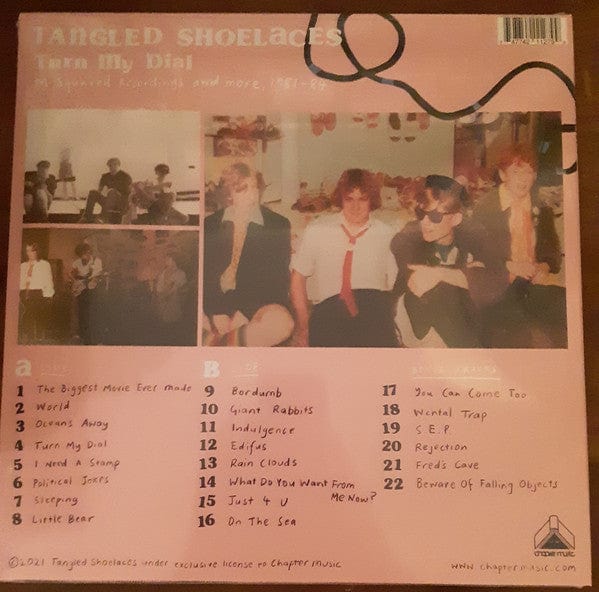 TANGLED SHOELACES
Turn My Dial
M Squared Recordings and more, 1981-84
a SIDE
1 The Biggest Movie Ever made
2 World
3 Oceans Away
4 Turn My Dial
5 I Need A Stamp
6 Political Jokes
7 Sleeping
8 Little Bear
B SIDE
9 Bordumb
10 Giant Rabbits
11 Indulgence
12 Edifus
13 Rain Clouds
14 What Do You Want From Me Now?
15 Just 4 U
16 On The Sea
BONUS TRACKS
17 You Can Come Too
18 Mental Trap
19 S.E.P.
20 Rejection
21 Fred's Cave
22 Beware Of Falling Objects
chapter music
©2021 Tangled Shoelaces under exclusive license to Chapter Music
www.chaptermusic.com